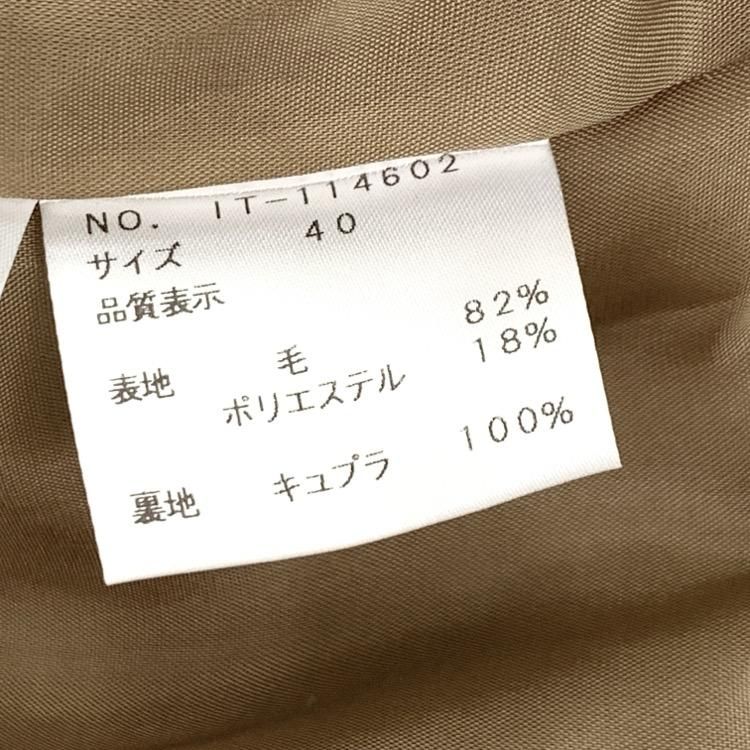 NO. IT-114602
サイズ 40
品質表示
表地 毛 82%
ポリエステル 18%
裏地 キュプラ 100%